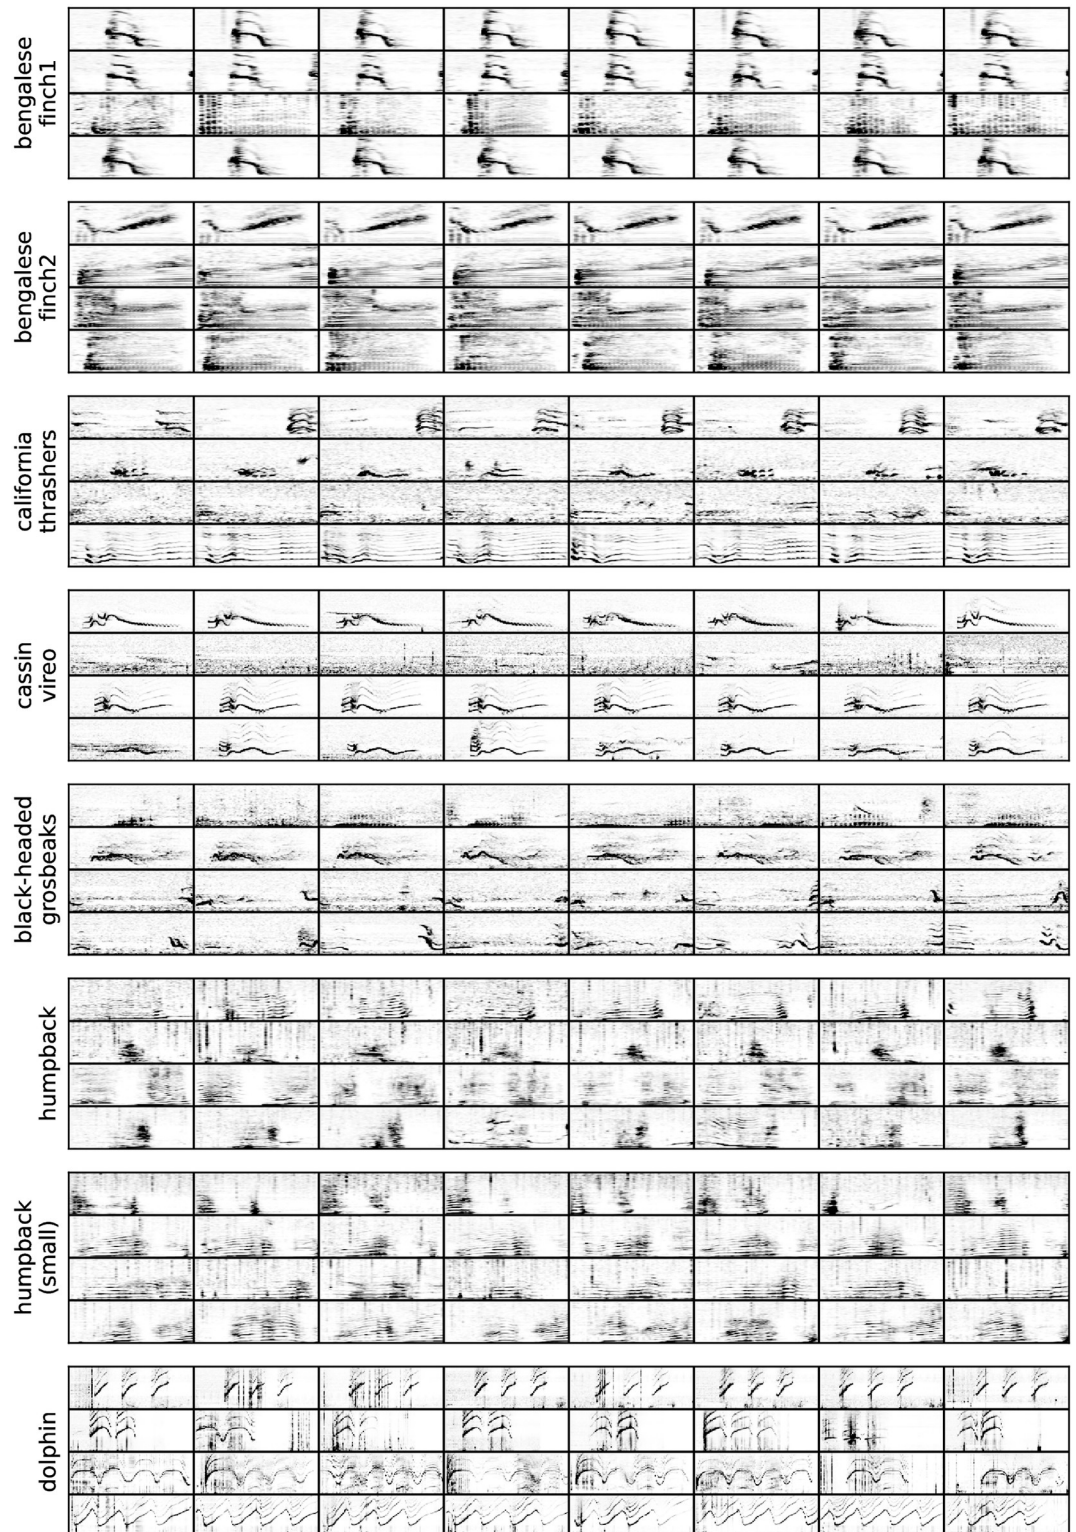 bengalese
finch1
bengalese
finch2
california
thrashers
cassin
vireo
black-headed
grosbeaks
humpback
humpback
(small)
dolphin